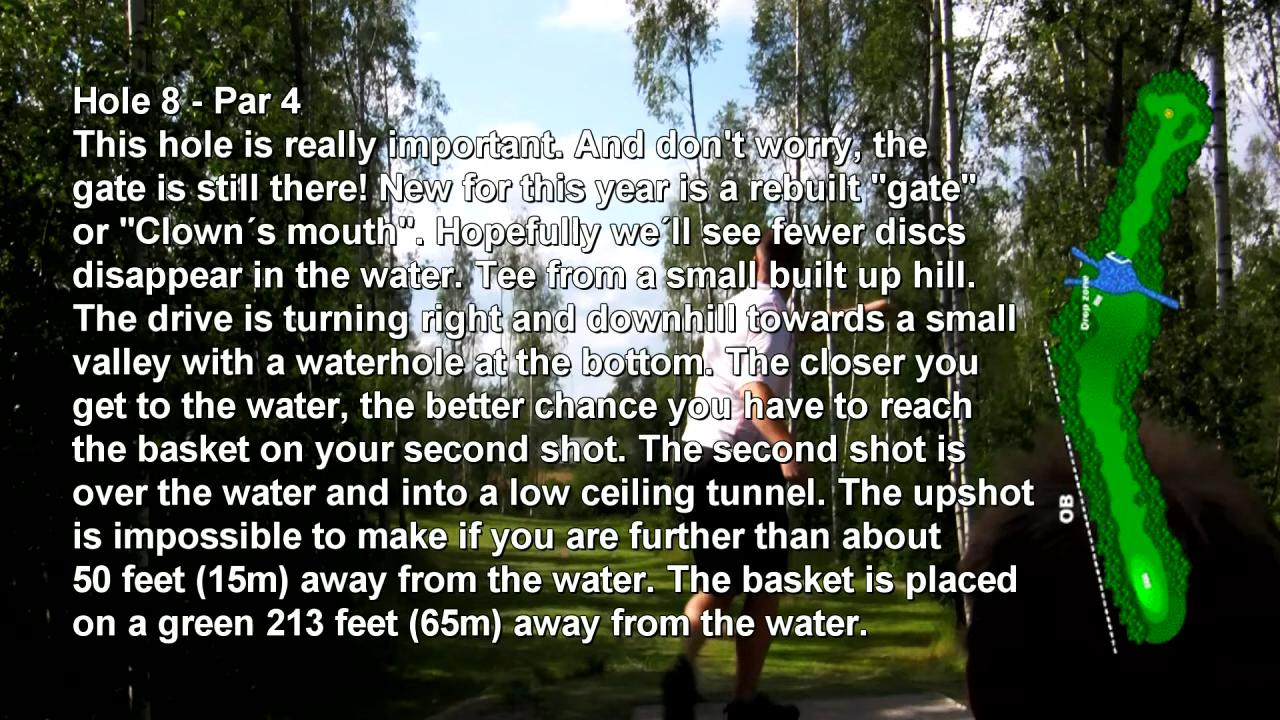 Hole 8 - Par 4
This hole is really important. And don't worry, the
gate is still there! New for this year is a rebuilt "gate"
or "Clown´s mouth". Hopefully we´ll see fewer discs
disappear in the water. Tee from a small built up hill.
The drive is turning right and downhill towards a small
valley with a waterhole at the bottom. The closer you
get to the water, the better chance you have to reach
the basket on your second shot. The second shot is
over the water and into a low ceiling tunnel. The upshot
is impossible to make if you are further than about
50 feet (15m) away from the water. The basket is placed
on a green 213 feet (65m) away from the water.
Drop zone
OB